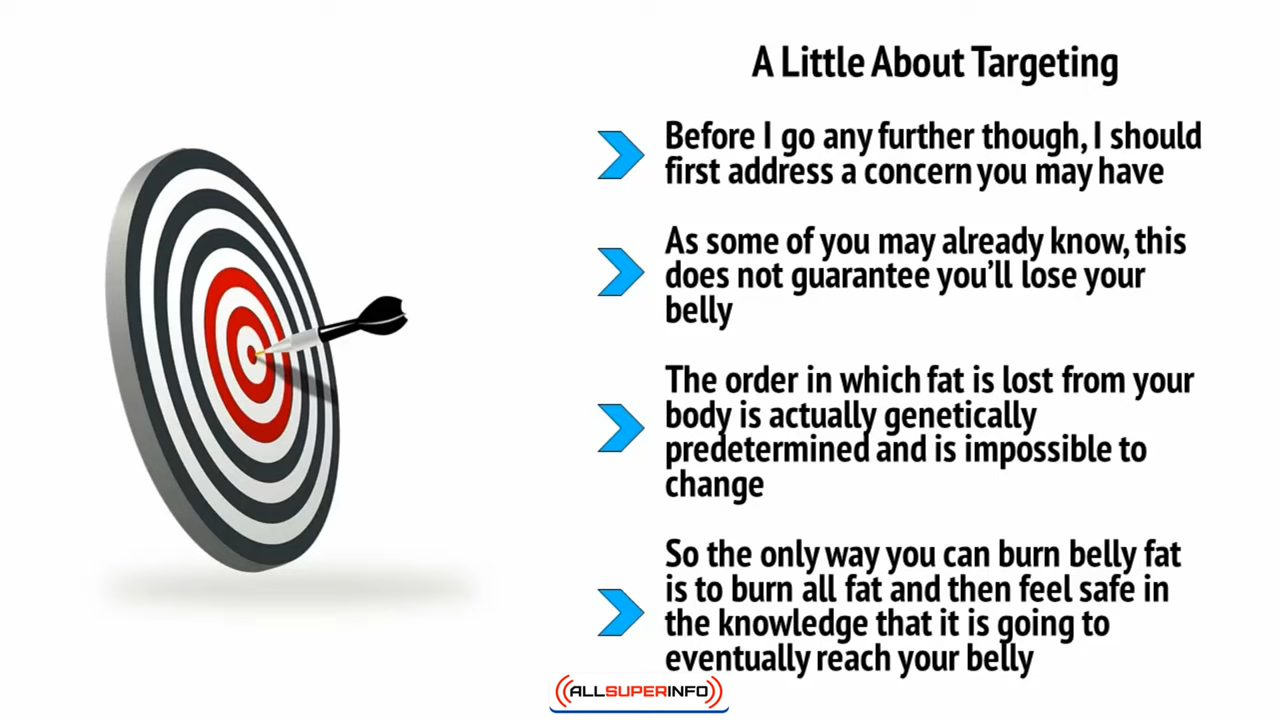 A Little About Targeting
Before I go any further though, I should
first address a concern you may have
As some of you may already know, this
does not guarantee you'll lose your
belly
The order in which fat is lost from your
body is actually genetically
predetermined and is impossible to
change
So the only way you can burn belly fat
is to burn all fat and then feel safe in
the knowledge that it is going to
eventually reach your belly
ALLSUPERINFO